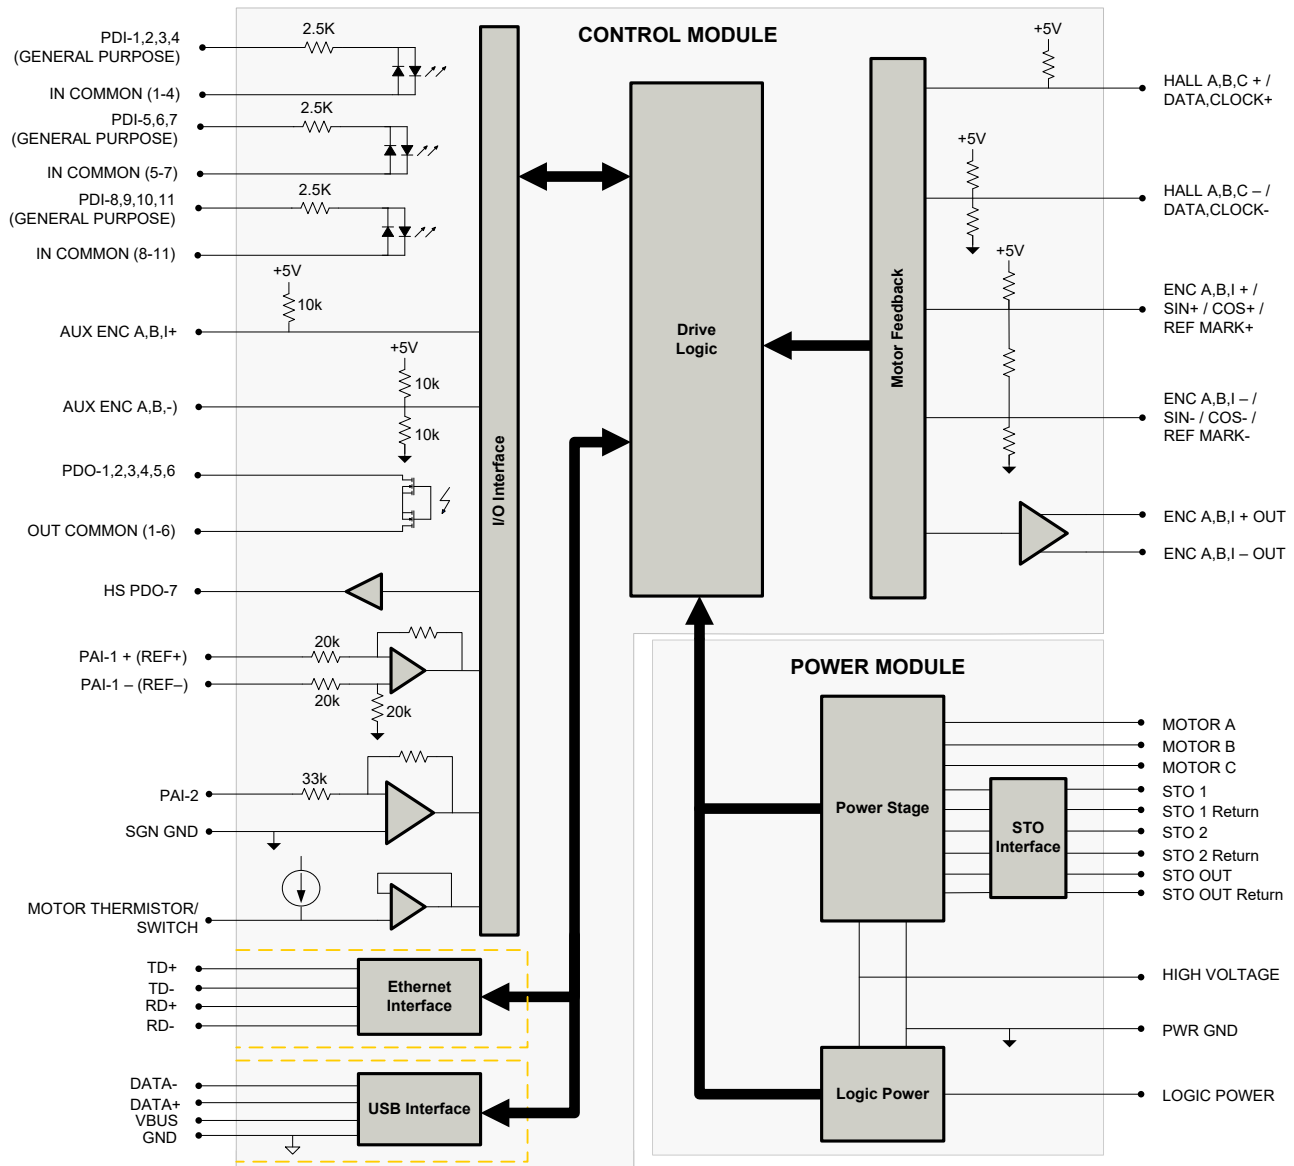 CONTROL MODULE
PDI-1,2,3,4
(GENERAL PURPOSE)
2.5K
IN COMMON (1-4)
PDI-5,6,7
(GENERAL PURPOSE)
2.5K
IN COMMON (5-7)
PDI-8,9,10,11
(GENERAL PURPOSE)
2.5K
IN COMMON (8-11)
+5V
10k
AUX ENC A,B,I+
+5V
10k
AUX ENC A,B,-)
10k
PDO-1,2,3,4,5,6
OUT COMMON (1-6)
HS PDO-7
PAI-1 + (REF+)
20k
PAI-1 – (REF–)
20k
20k
PAI-2
33k
SGN GND
MOTOR THERMISTOR/
SWITCH
I/O Interface
TD+
TD-
RD+
RD-
Ethernet
Interface
DATA-
DATA+
VBUS
GND
USB Interface
Drive
Logic
Motor Feedback
+5V
HALL A,B,C + /
DATA,CLOCK+
+5V
HALL A,B,C – /
DATA,CLOCK-
+5V
ENC A,B,I + /
SIN+ / COS+ /
REF MARK+
ENC A,B,I – /
SIN- / COS- /
REF MARK-
ENC A,B,I + OUT
ENC A,B,I – OUT
POWER MODULE
Power Stage
STO
Interface
MOTOR A
MOTOR B
MOTOR C
STO 1
STO 1 Return
STO 2
STO 2 Return
STO OUT
STO OUT Return
HIGH VOLTAGE
PWR GND
Logic Power
LOGIC POWER